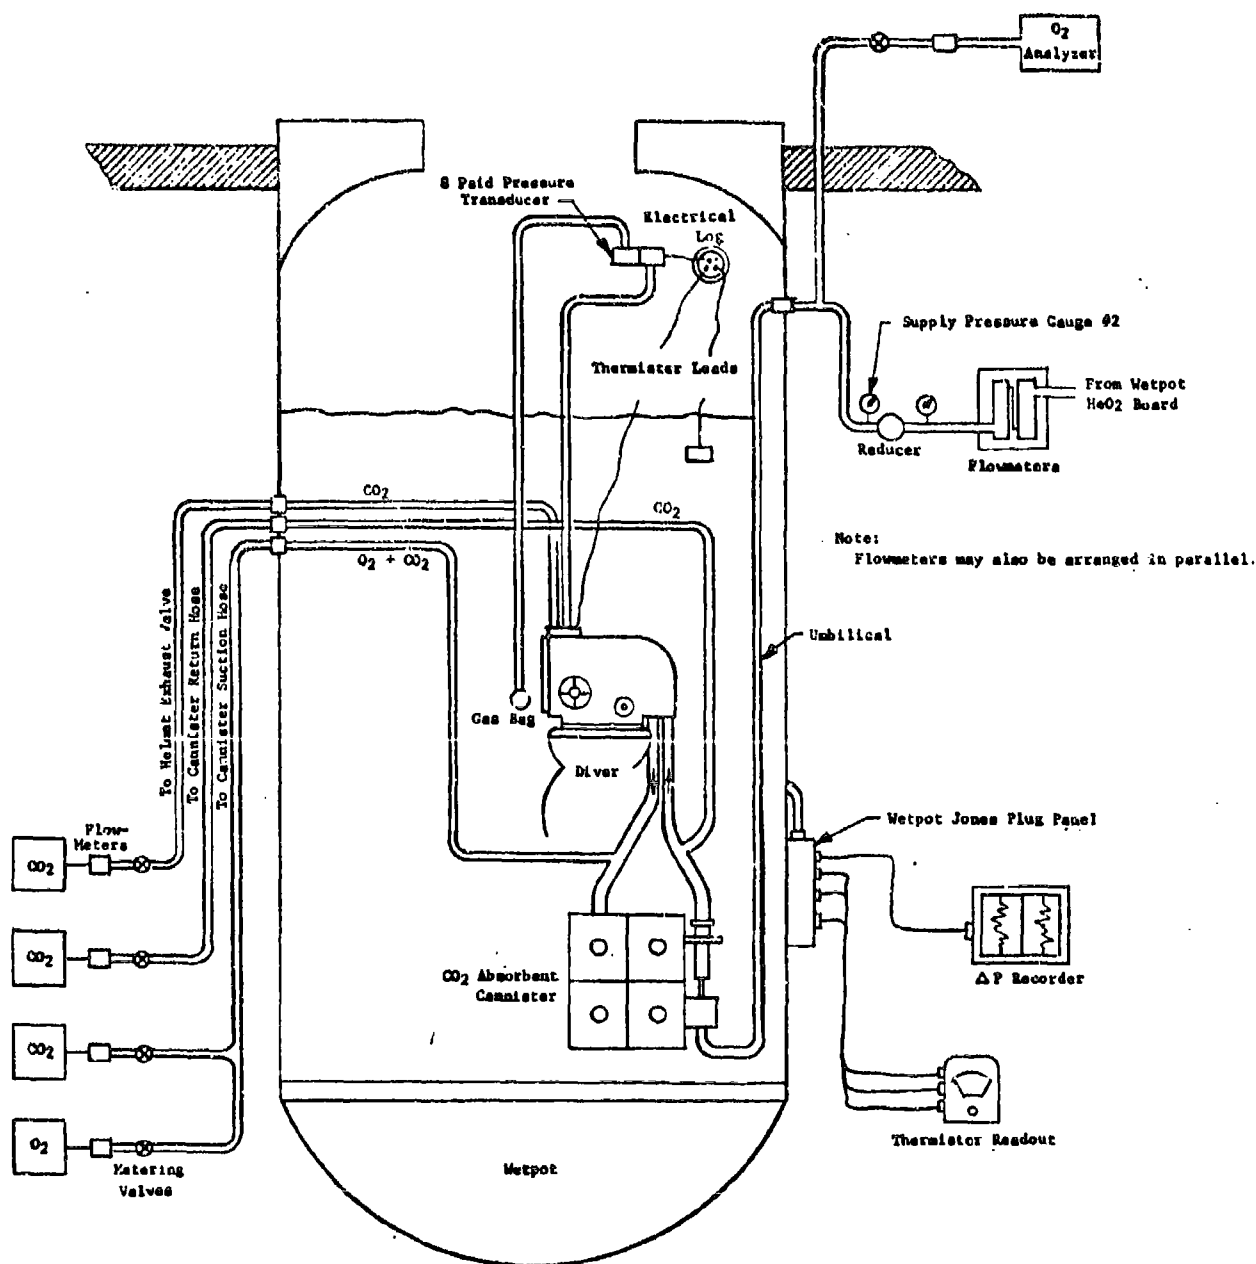 O2
Analyzer
8 Psid Pressure
Transducer
Electrical
Log
Supply Pressure Gauge #2
Thermistor Leads
From Wetpot
HeO2 Board
Reducer
Flowmeters
CO2
CO2
O2 + CO2
Note:
Flowmeters may also be arranged in parallel.
To Helmet Exhaust Valve
To Cannister Return Hose
To Cannister Suction Hose
Umbilical
Gas Bag
Diver
Flow-
Meters
Wetpot Jones Plug Panel
CO2
CO2
CO2 Absorbent
Cannister
ΔP Recorder
CO2
O2
Metering
Valves
Thermistor Readout
Wetpot